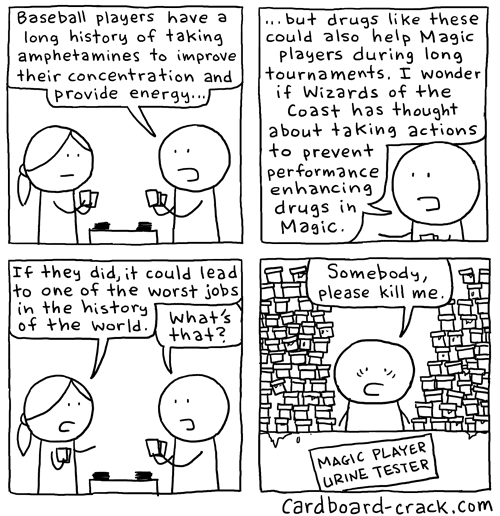 Baseball players have a
long history of taking
amphetamines to improve
their concentration and
provide energy...
...but drugs like these
could also help Magic
players during long
tournaments. I wonder
if Wizards of the
Coast has thought
about taking actions
to prevent
performance
enhancing
drugs in
Magic.
If they did, it could lead
to one of the worst jobs
in the history
of the world.
What's
that?
Somebody,
please kill me.
MAGIC PLAYER
URINE TESTER
Cardboard-crack.com